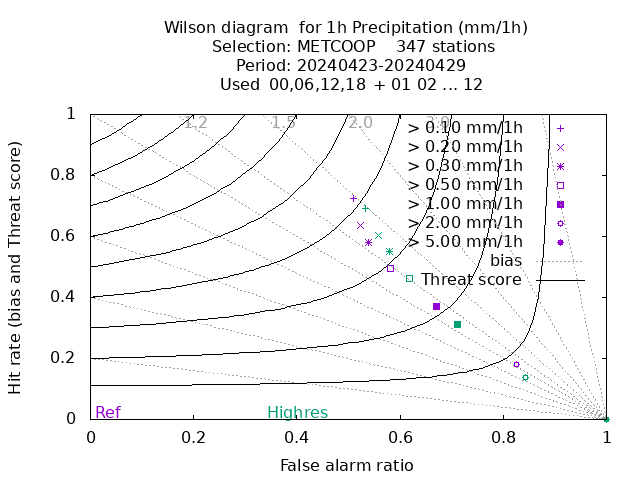 Wilson diagram  for 1h Precipitation (mm/1h)
Selection: METCOOP    347 stations
Period: 20240423-20240429
Used  00,06,12,18 + 01 02 ... 12
Hit rate (bias and Threat score)
1
0.8
0.6
0.4
0.2
0
1.2
1.5
2.0
3.0
> 0.10 mm/1h
> 0.20 mm/1h
> 0.30 mm/1h
> 0.50 mm/1h
> 1.00 mm/1h
> 2.00 mm/1h
> 5.00 mm/1h
bias
Threat score
Ref
Highres
0 0.2 0.4 0.6 0.8 1
False alarm ratio